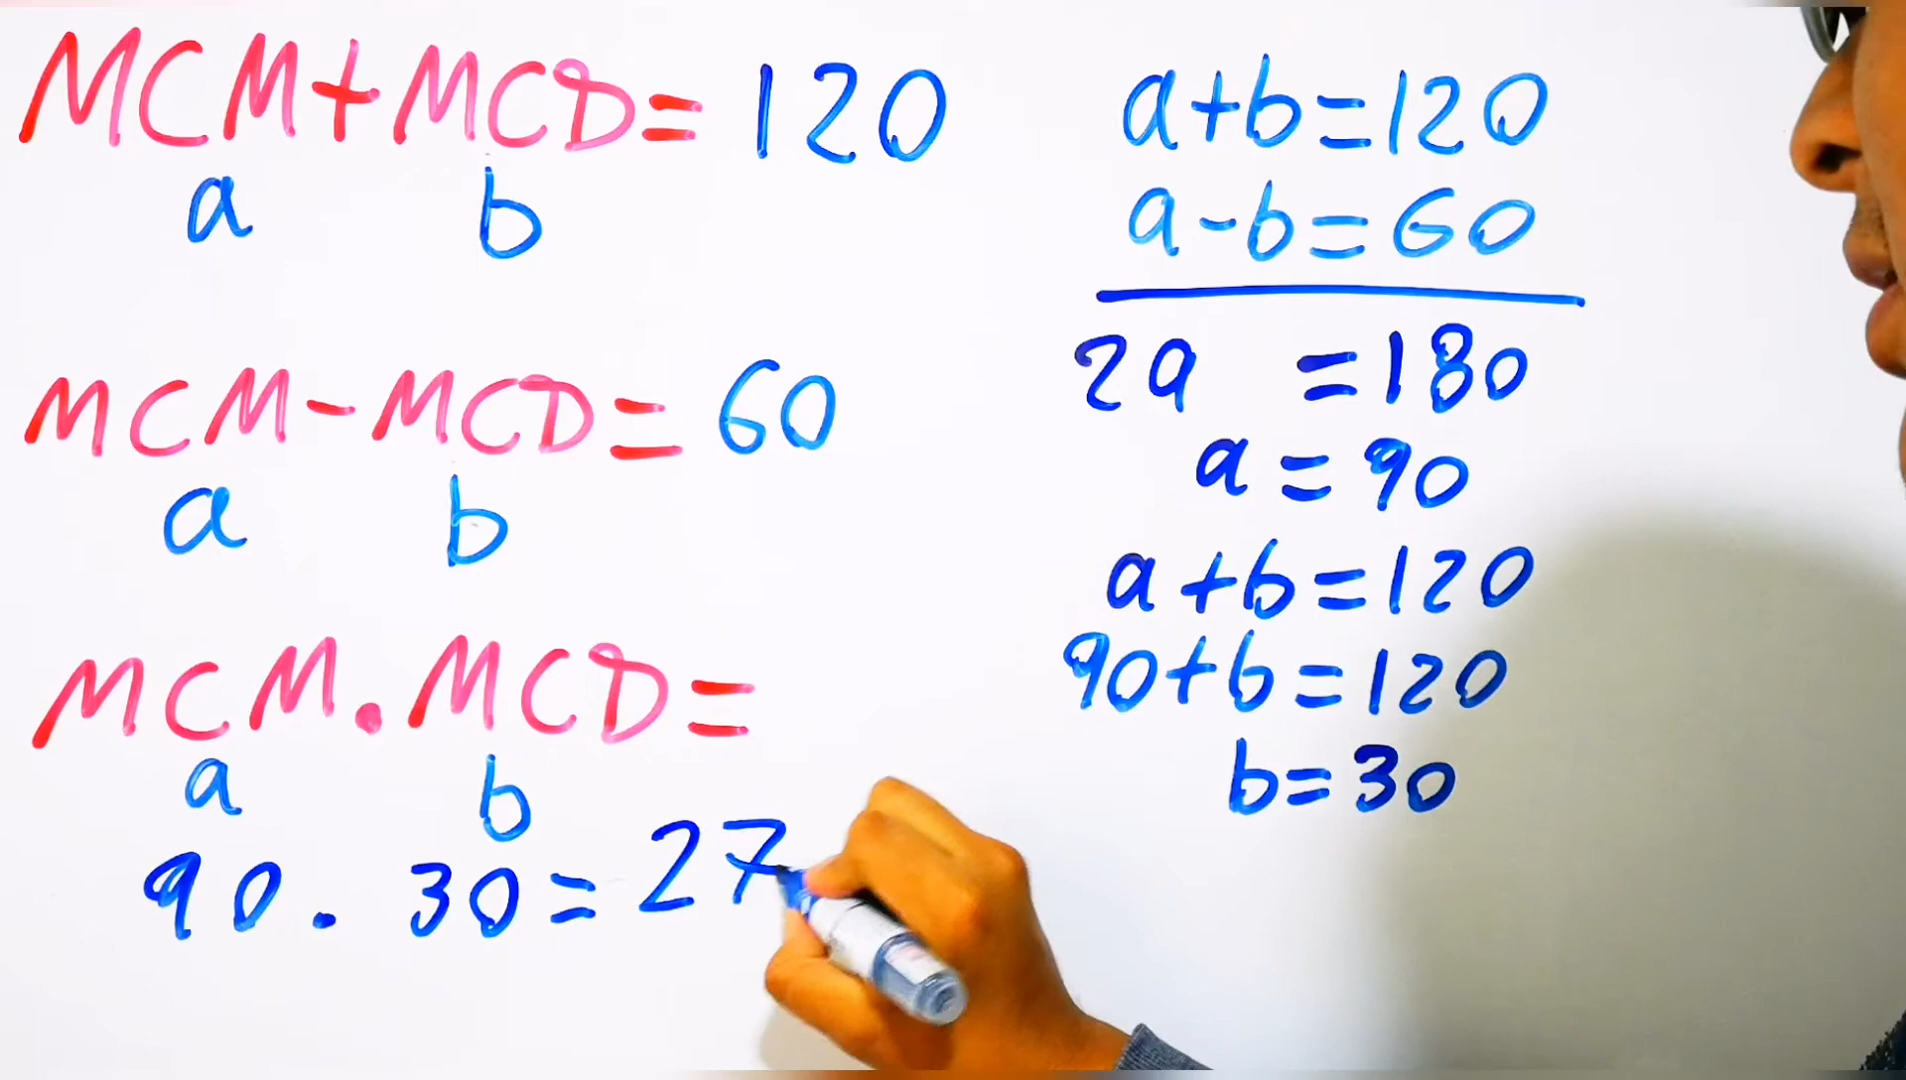 MCM+MCD=120
a b
MCM-MCD=60
a b
MCM.MCD=
a b
90.30=27
a+b=120
a-b=60
2a =180
a=90
a+b=120
90+b=120
b=30